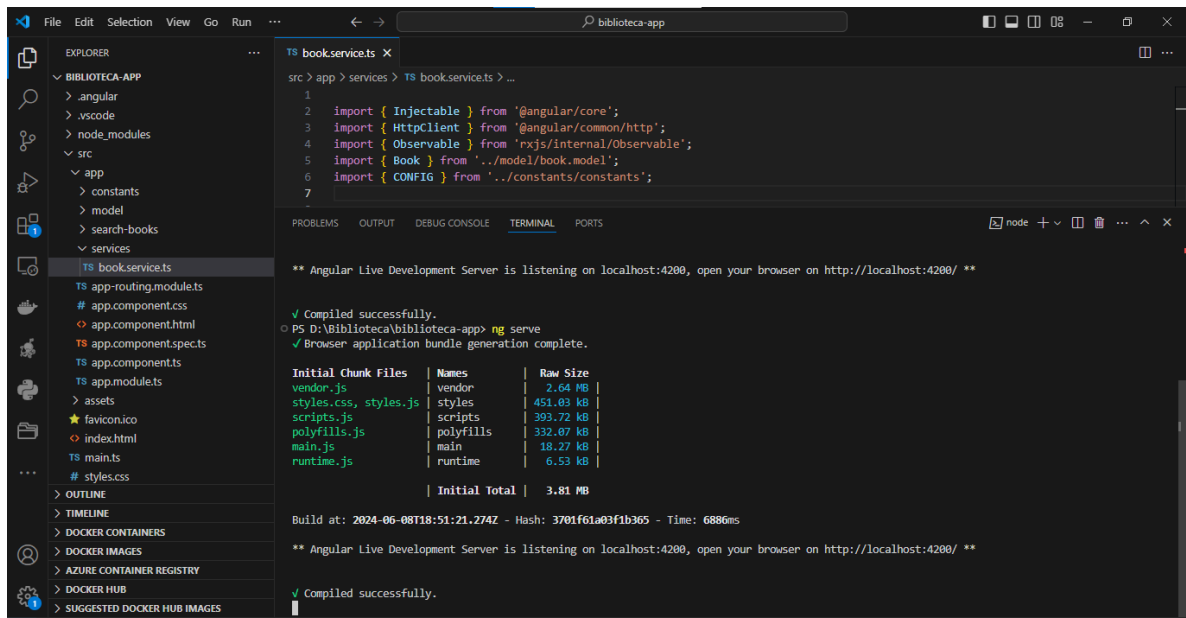 File Edit Selection View Go Run ···
biblioteca-app
EXPLORER ···
BIBLIOTECA-APP
.angular
.vscode
node_modules
src
app
constants
model
search-books
services
TS book.service.ts
TS app-routing.module.ts
# app.component.css
<> app.component.html
TS app.component.spec.ts
TS app.component.ts
TS app.module.ts
assets
favicon.ico
<> index.html
TS main.ts
# styles.css
OUTLINE
TIMELINE
DOCKER CONTAINERS
DOCKER IMAGES
AZURE CONTAINER REGISTRY
DOCKER HUB
SUGGESTED DOCKER HUB IMAGES
1
1
TS book.service.ts ×
src > app > services > TS book.service.ts > ...
1
2 import { Injectable } from '@angular/core';
3 import { HttpClient } from '@angular/common/http';
4 import { Observable } from 'rxjs/internal/Observable';
5 import { Book } from '../model/book.model';
6 import { CONFIG } from '../constants/constants';
7
PROBLEMS OUTPUT DEBUG CONSOLE TERMINAL PORTS node
** Angular Live Development Server is listening on localhost:4200, open your browser on http://localhost:4200/ **
√ Compiled successfully.
PS D:\Biblioteca\biblioteca-app> ng serve
√ Browser application bundle generation complete.
Initial Chunk Files | Names | Raw Size
vendor.js | vendor | 2.64 MB |
styles.css, styles.js | styles | 451.03 kB |
scripts.js | scripts | 393.72 kB |
polyfills.js | polyfills | 332.07 kB |
main.js | main | 18.27 kB |
runtime.js | runtime | 6.53 kB |
| Initial Total | 3.81 MB
Build at: 2024-06-08T18:51:21.274Z - Hash: 3701f61a03f1b365 - Time: 6886ms
** Angular Live Development Server is listening on localhost:4200, open your browser on http://localhost:4200/ **
√ Compiled successfully.